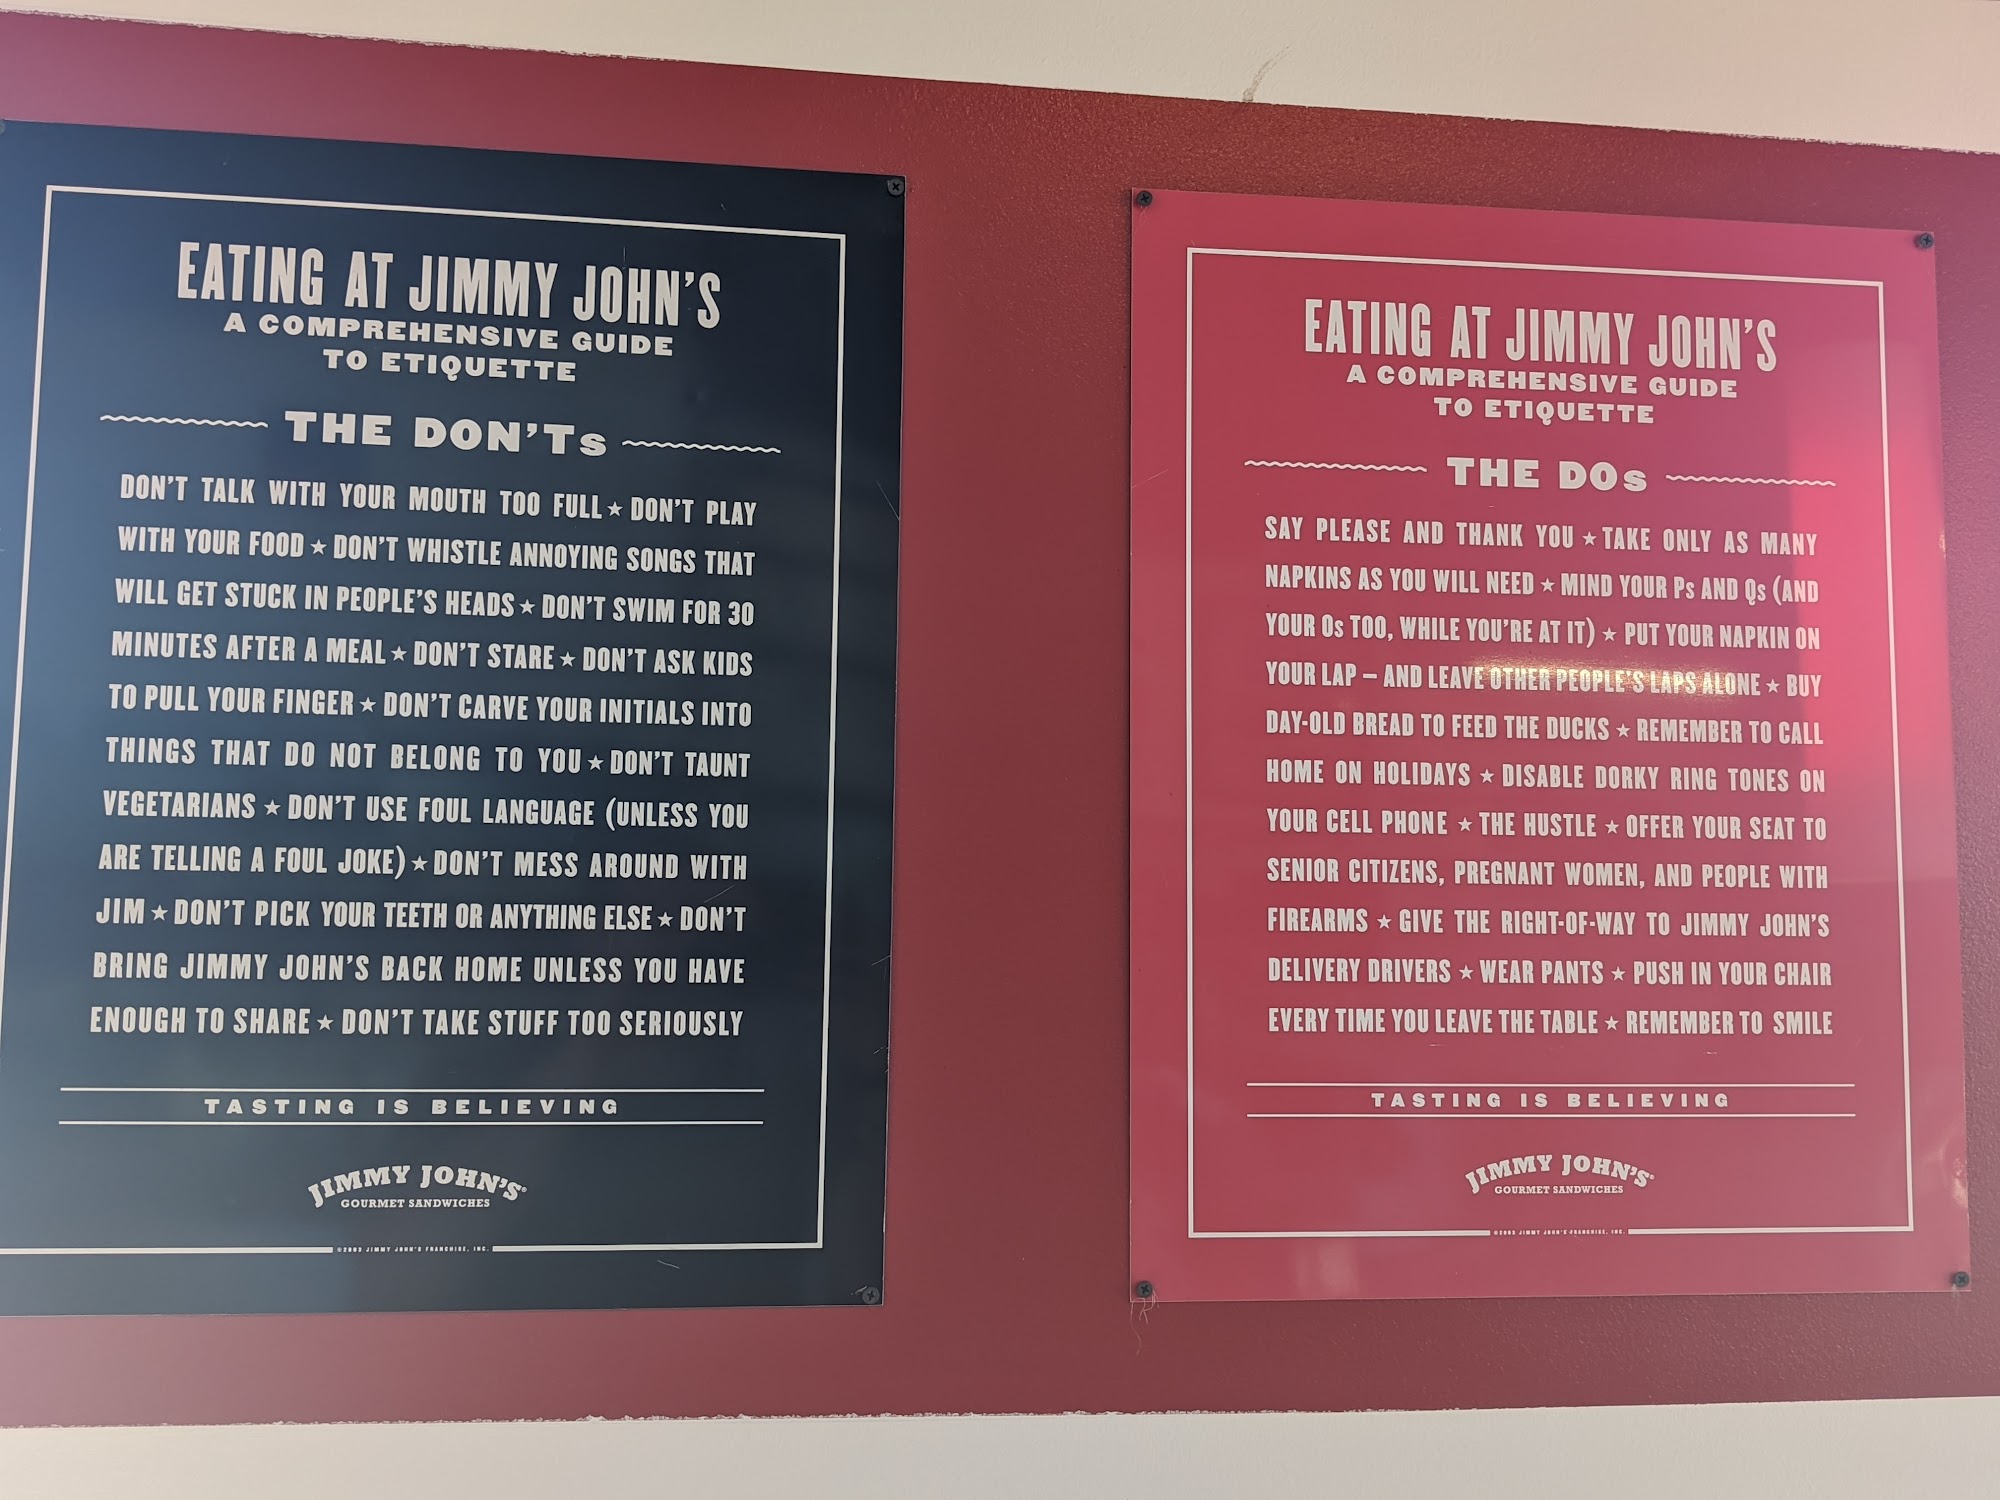 EATING AT JIMMY JOHN'S
A COMPREHENSIVE GUIDE
TO ETIQUETTE
THE DON'Ts
DON'T TALK WITH YOUR MOUTH TOO FULL ★ DON'T PLAY
WITH YOUR FOOD ★ DON'T WHISTLE ANNOYING SONGS THAT
WILL GET STUCK IN PEOPLE'S HEADS ★ DON'T SWIM FOR 30
MINUTES AFTER A MEAL ★ DON'T STARE ★ DON'T ASK KIDS
TO PULL YOUR FINGER ★ DON'T CARVE YOUR INITIALS INTO
THINGS THAT DO NOT BELONG TO YOU ★ DON'T TAUNT
VEGETARIANS ★ DON'T USE FOUL LANGUAGE (UNLESS YOU
ARE TELLING A FOUL JOKE) ★ DON'T MESS AROUND WITH
JIM ★ DON'T PICK YOUR TEETH OR ANYTHING ELSE ★ DON'T
BRING JIMMY JOHN'S BACK HOME UNLESS YOU HAVE
ENOUGH TO SHARE ★ DON'T TAKE STUFF TOO SERIOUSLY
TASTING IS BELIEVING
JIMMY JOHN'S®
GOURMET SANDWICHES
©2003 JIMMY JOHN'S FRANCHISE, INC.
EATING AT JIMMY JOHN'S
A COMPREHENSIVE GUIDE
TO ETIQUETTE
THE DOs
SAY PLEASE AND THANK YOU ★ TAKE ONLY AS MANY
NAPKINS AS YOU WILL NEED ★ MIND YOUR Ps AND Qs (AND
YOUR Os TOO, WHILE YOU'RE AT IT) ★ PUT YOUR NAPKIN ON
YOUR LAP – AND LEAVE OTHER PEOPLE'S LAPS ALONE ★ BUY
DAY-OLD BREAD TO FEED THE DUCKS ★ REMEMBER TO CALL
HOME ON HOLIDAYS ★ DISABLE DORKY RING TONES ON
YOUR CELL PHONE ★ THE HUSTLE ★ OFFER YOUR SEAT TO
SENIOR CITIZENS, PREGNANT WOMEN, AND PEOPLE WITH
FIREARMS ★ GIVE THE RIGHT-OF-WAY TO JIMMY JOHN'S
DELIVERY DRIVERS ★ WEAR PANTS ★ PUSH IN YOUR CHAIR
EVERY TIME YOU LEAVE THE TABLE ★ REMEMBER TO SMILE
TASTING IS BELIEVING
JIMMY JOHN'S®
GOURMET SANDWICHES
©2003 JIMMY JOHN'S FRANCHISE, INC.